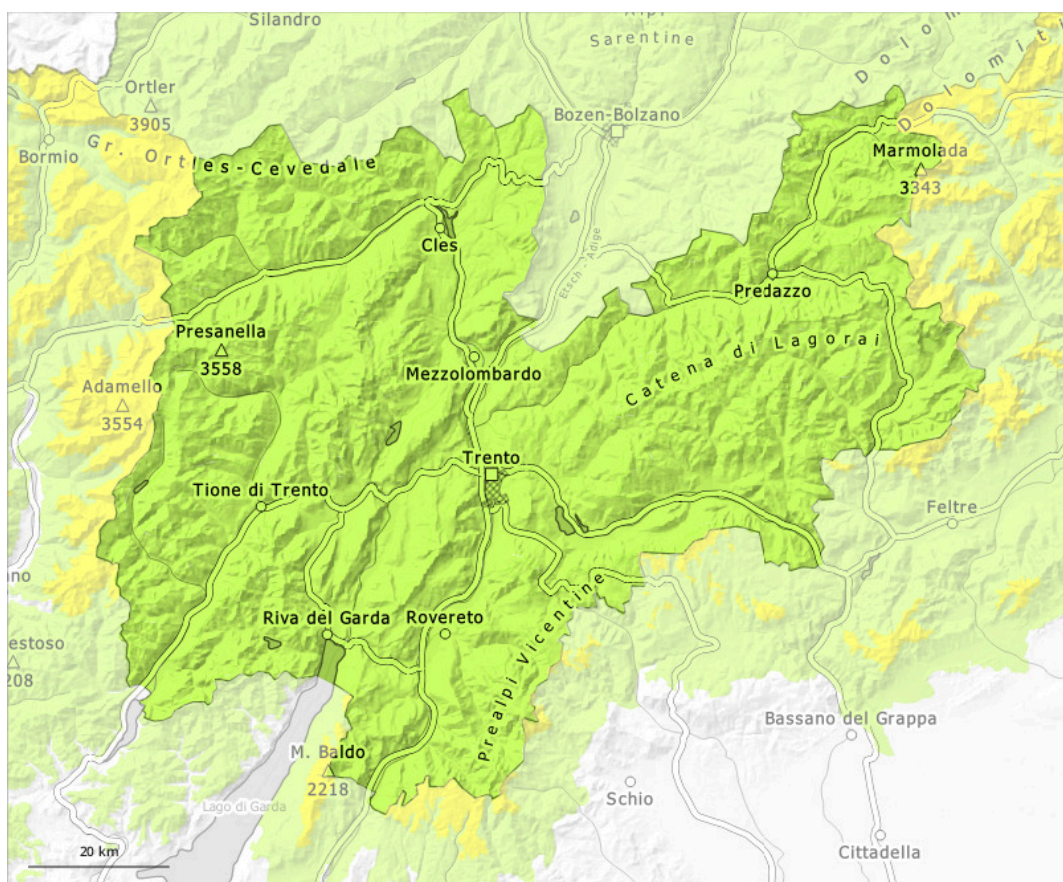 Silandro
Sarentine
Ortler
3905
Bozen-Bolzano
Dolomiti
Bormio
Gr. Ortles-Cevedale
Marmolada
3343
Cles
Etsch - Adige
Predazzo
Presanella
3558
Catena di Lagorai
Mezzolombardo
Adamello
3554
Trento
Tione di Trento
Feltre
Riva del Garda
Rovereto
Prealpi Vicentine
Bassano del Grappa
M. Baldo
2218
Lago di Garda
Schio
20 km
Cittadella